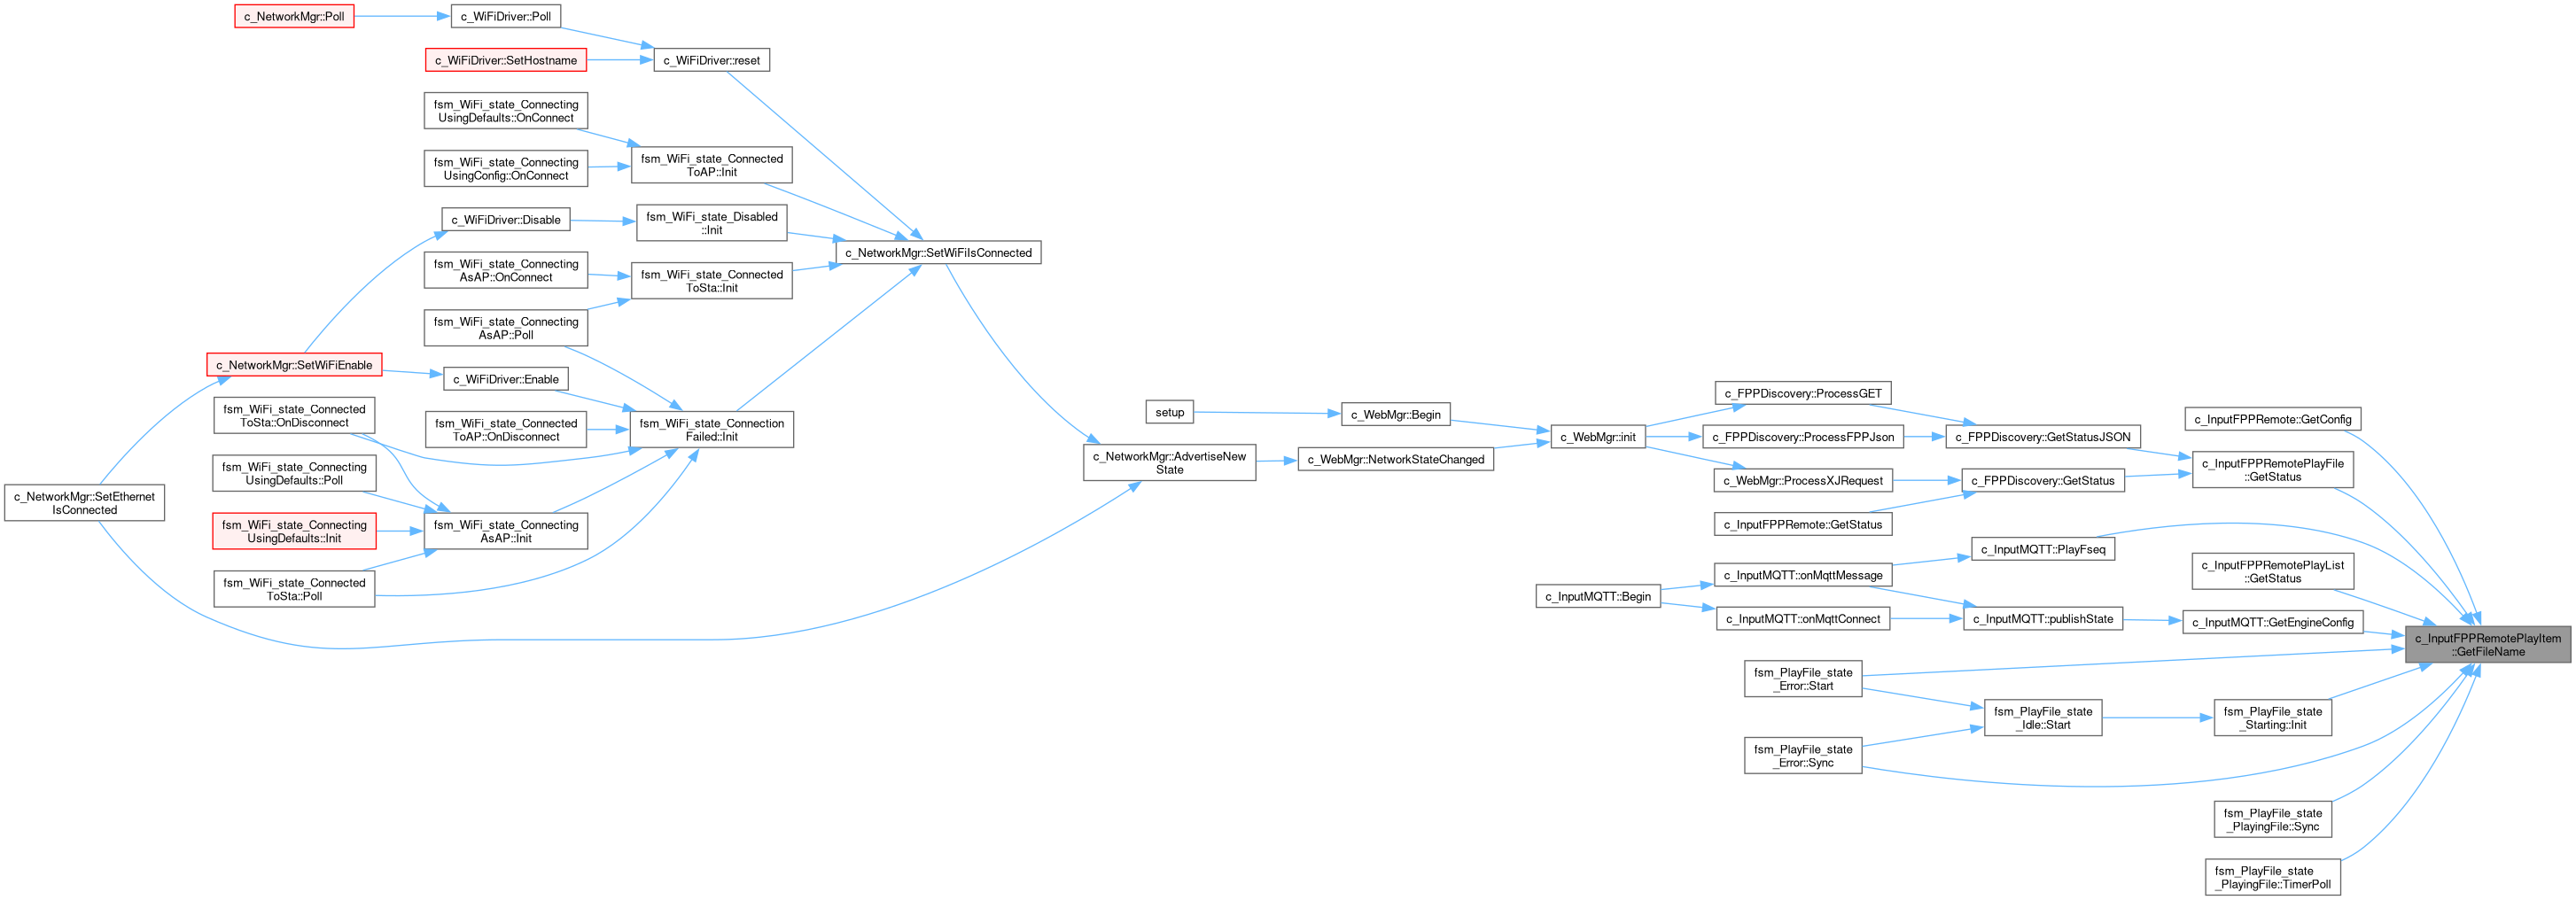 c_NetworkMgr::Poll
c_WiFiDriver::Poll
c_WiFiDriver::SetHostname
c_WiFiDriver::reset
fsm_WiFi_state_Connecting
UsingDefaults::OnConnect
fsm_WiFi_state_Connecting
UsingConfig::OnConnect
fsm_WiFi_state_Connected
ToAP::Init
c_WiFiDriver::Disable
fsm_WiFi_state_Disabled
::Init
c_NetworkMgr::SetWiFiIsConnected
fsm_WiFi_state_Connecting
AsAP::OnConnect
fsm_WiFi_state_Connected
ToSta::Init
fsm_WiFi_state_Connecting
AsAP::Poll
c_NetworkMgr::SetWiFiEnable
c_WiFiDriver::Enable
fsm_WiFi_state_Connected
ToSta::OnDisconnect
fsm_WiFi_state_Connected
ToAP::OnDisconnect
fsm_WiFi_state_Connection
Failed::Init
fsm_WiFi_state_Connecting
UsingDefaults::Poll
c_NetworkMgr::SetEthernet
IsConnected
fsm_WiFi_state_Connecting
UsingDefaults::Init
fsm_WiFi_state_Connecting
AsAP::Init
fsm_WiFi_state_Connected
ToSta::Poll
c_NetworkMgr::AdvertiseNew
State
setup
c_WebMgr::Begin
c_WebMgr::NetworkStateChanged
c_WebMgr::init
c_FPPDiscovery::ProcessGET
c_FPPDiscovery::ProcessFPPJson
c_WebMgr::ProcessXJRequest
c_InputFPPRemote::GetStatus
c_FPPDiscovery::GetStatusJSON
c_FPPDiscovery::GetStatus
c_InputFPPRemote::GetConfig
c_InputFPPRemotePlayFile
::GetStatus
c_InputMQTT::PlayFseq
c_InputFPPRemotePlayList
::GetStatus
c_InputMQTT::onMqttMessage
c_InputMQTT::Begin
c_InputMQTT::onMqttConnect
c_InputMQTT::publishState
c_InputMQTT::GetEngineConfig
c_InputFPPRemotePlayItem
::GetFileName
fsm_PlayFile_state
_Error::Start
fsm_PlayFile_state
_Idle::Start
fsm_PlayFile_state
_Starting::Init
fsm_PlayFile_state
_Error::Sync
fsm_PlayFile_state
_PlayingFile::Sync
fsm_PlayFile_state
_PlayingFile::TimerPoll